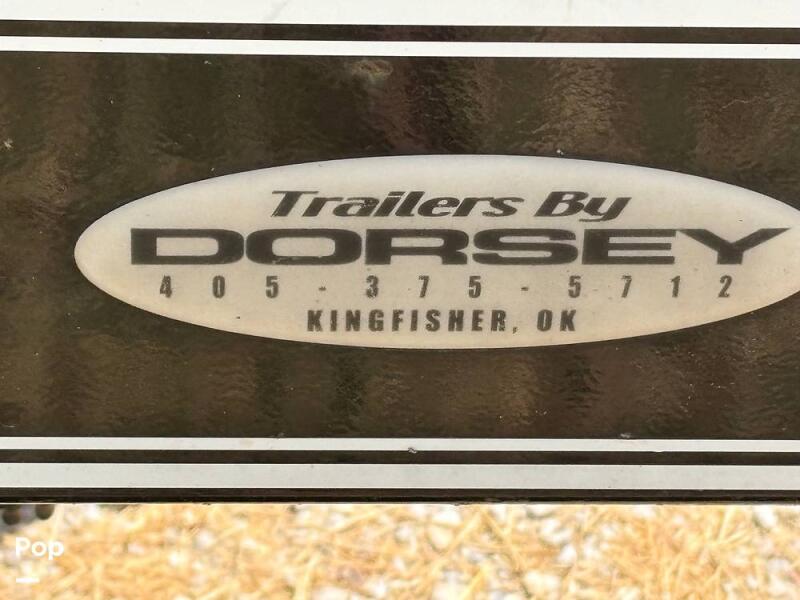 Trailers By
DORSEY
405-375-5712
KINGFISHER, OK
Pop